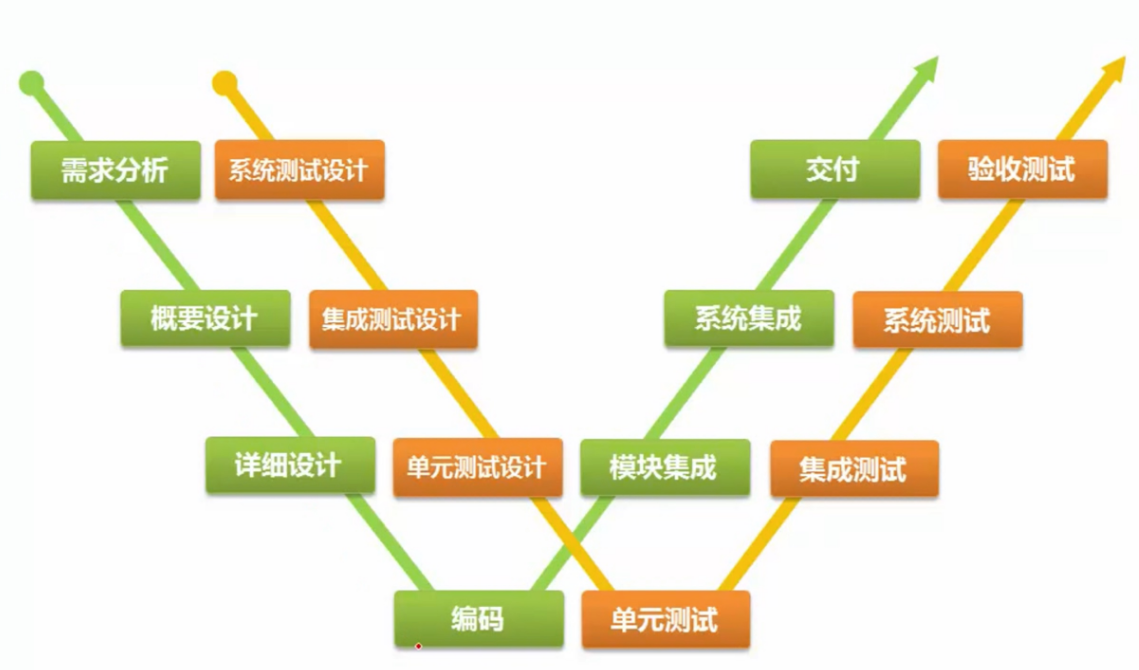 需求分析
系统测试设计
交付
验收测试
概要设计
集成测试设计
系统集成
系统测试
详细设计
单元测试设计
模块集成
集成测试
编码
单元测试